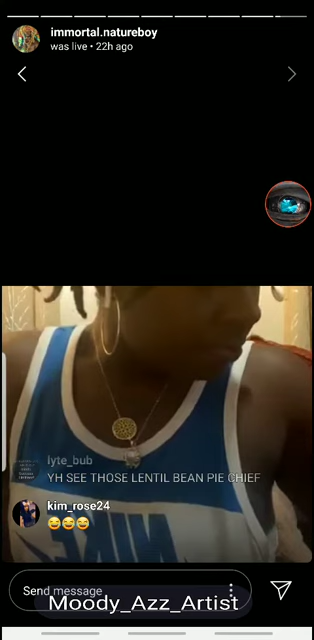 immortal.natureboy
was live • 22h ago
lyte_bub
YH SEE THOSE LENTIL BEAN PIE CHIEF
kim_rose24
😂😂😂
Send message
Moody_Azz_Artist